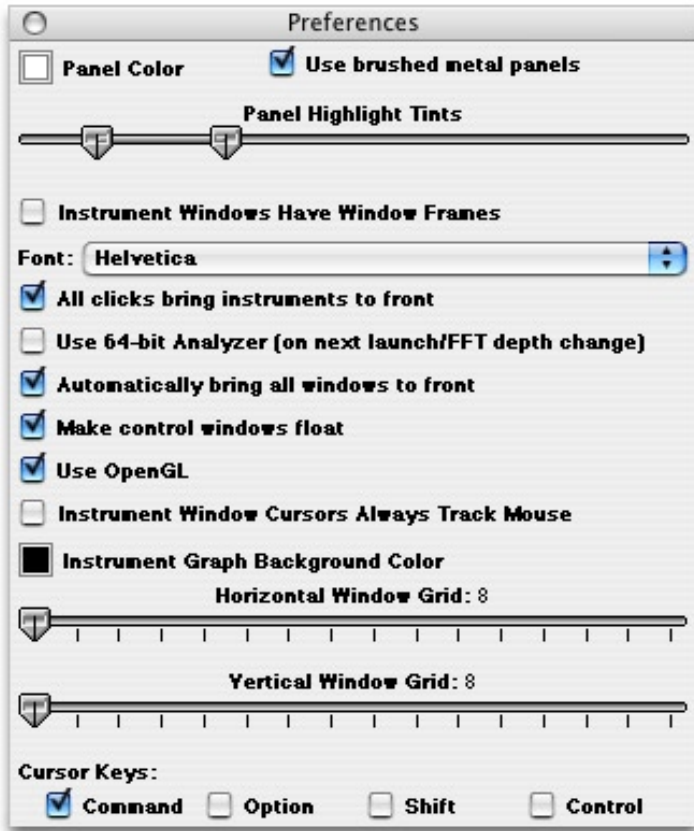 Preferences
Panel Color Use brushed metal panels
Panel Highlight Tints
Instrument Windows Have Window Frames
Font: Helvetica
All clicks bring instruments to front
Use 64-bit Analyzer (on next launch/FFT depth change)
Automatically bring all windows to front
Make control windows float
Use OpenGL
Instrument Window Cursors Always Track Mouse
Instrument Graph Background Color
Horizontal Window Grid: 8
Vertical Window Grid: 8
Cursor Keys:
Command Option Shift Control